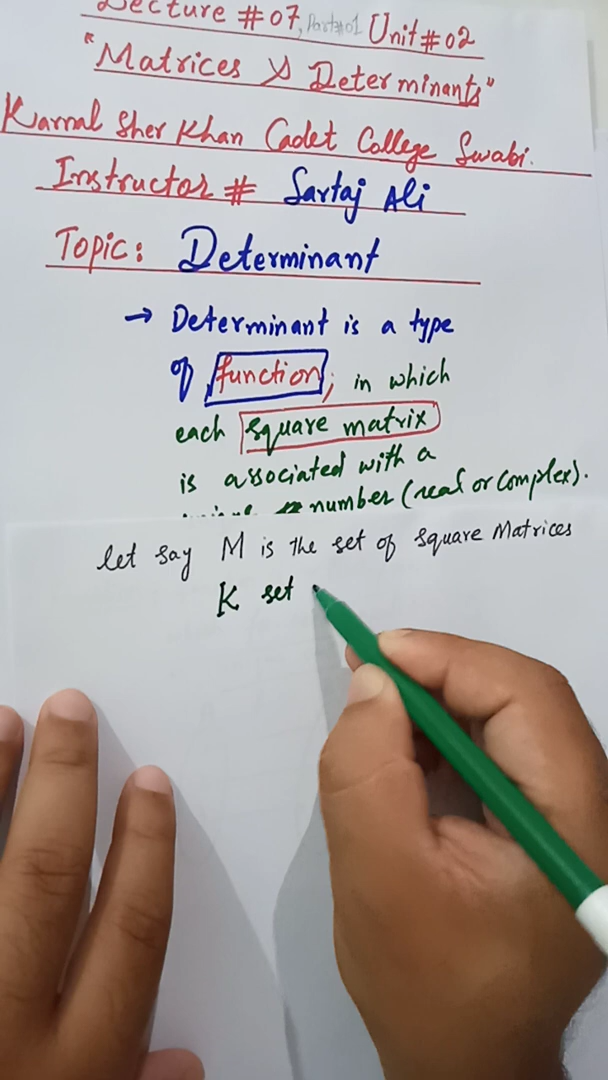 Lecture #07, Part#01 Unit #02
"Matrices & Determinants"
Karnal Sher Khan Cadet College Swabi.
Instructor # Sartaj Ali
Topic: Determinant
→ Determinant is a type
of function; in which
each square matrix
is associated with a
number (real or complex).
let say M is the set of square Matrices
K set